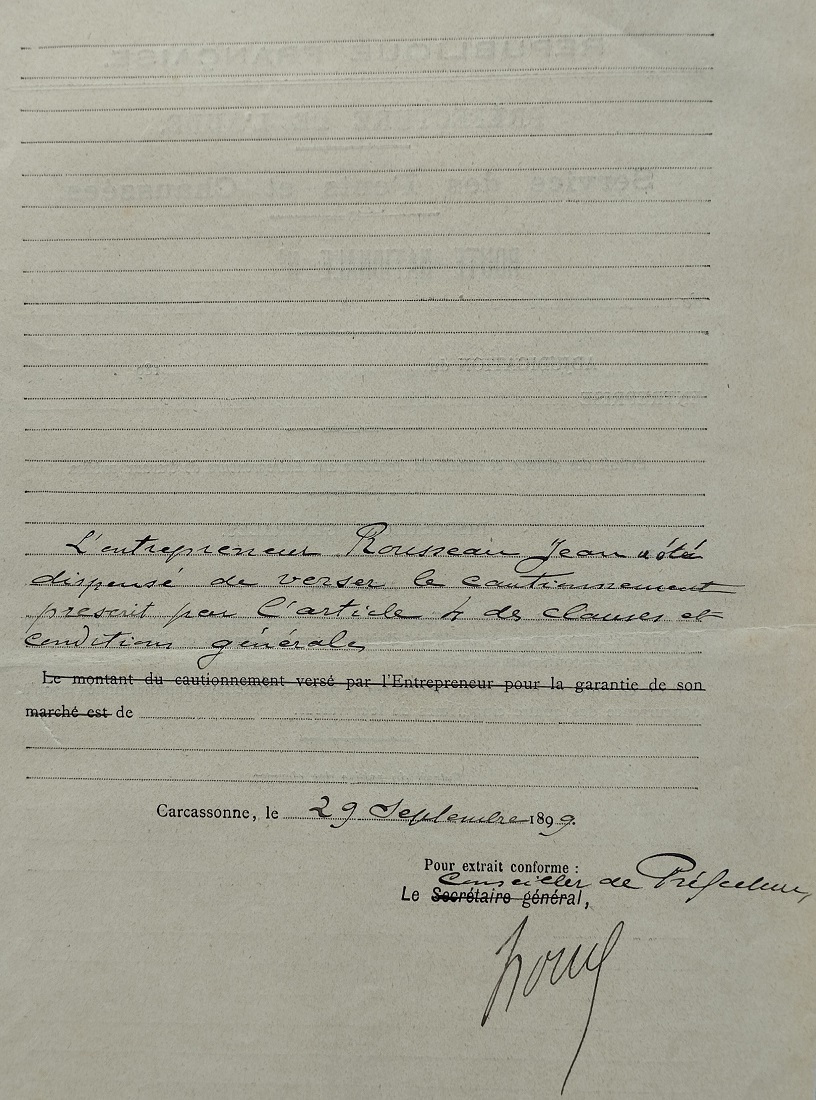 L'entrepreneur Rousseau Jean a été
dispensé de verser le cautionnement
prescrit par l'article 4 des clauses et
conditions générales
Le montant du cautionnement versé par l'Entrepreneur pour la garantie de son
marché est de
Carcassonne, le 29 Septembre 1899.
Pour extrait conforme :
Conseiller de Préfecture,
Le Secrétaire général,